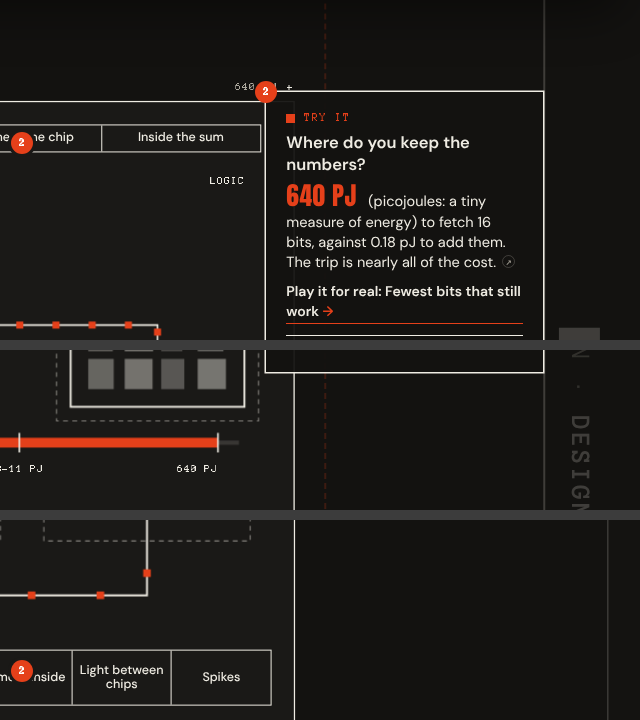 640
+
2
2
chip
Inside the sum
LOGIC
TRY IT
Where do you keep the
numbers?
640 PJ (picojoules: a tiny
measure of energy) to fetch 16
bits, against 0.18 pJ to add them.
The trip is nearly all of the cost.
Play it for real: Fewest bits that still
work →
N · DESIGN
-11 PJ
640 PJ
2
Light between
chips
Spikes